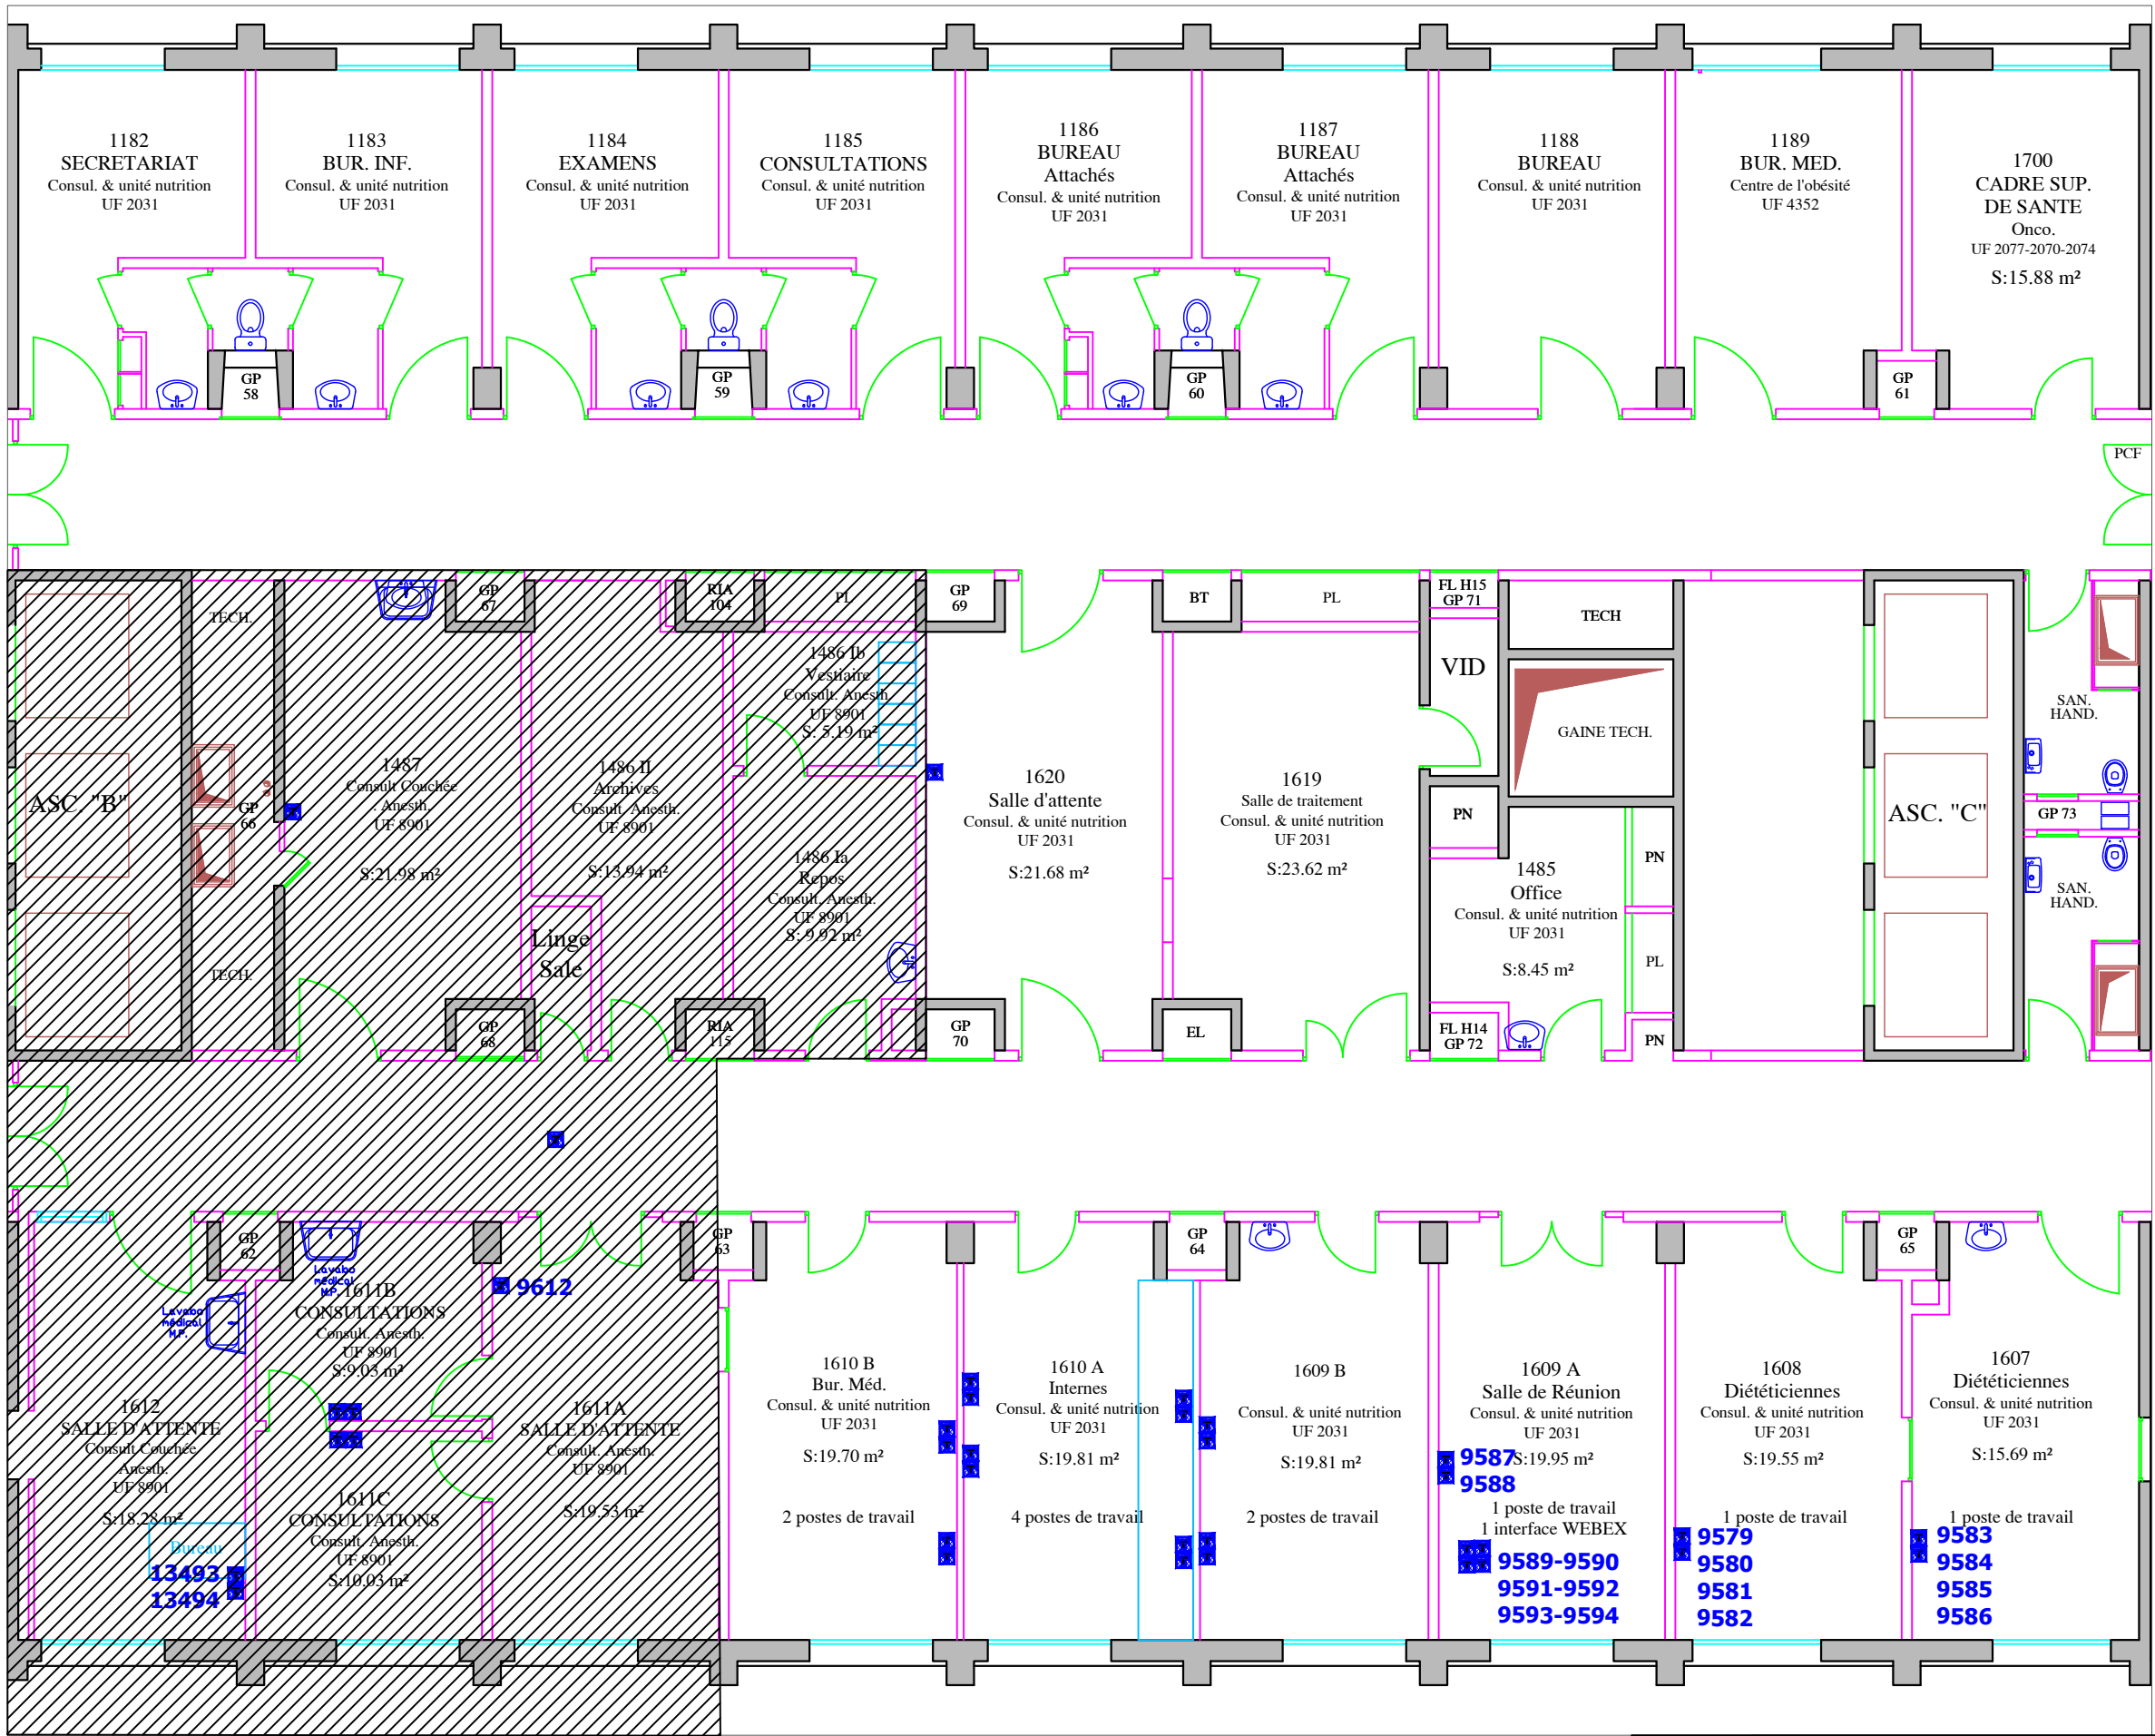 1182
SECRETARIAT
Consul. & unité nutrition
UF 2031
1183
BUR. INF.
Consul. & unité nutrition
UF 2031
1184
EXAMENS
Consul. & unité nutrition
UF 2031
1185
CONSULTATIONS
Consul. & unité nutrition
UF 2031
1186
BUREAU
Attachés
Consul. & unité nutrition
UF 2031
1187
BUREAU
Attachés
Consul. & unité nutrition
UF 2031
1188
BUREAU
Consul. & unité nutrition
UF 2031
1189
BUR. MED.
Centre de l'obésité
UF 4352
1700
CADRE SUP.
DE SANTE
Onco.
UF 2077-2070-2074
S:15.88 m²
GP
58
GP
59
GP
60
GP
61
PCF
ASC. "B"
TECH.
GP
66
TECH.
GP
67
1487
Consult Couchée
. Anesth.
UF 8901
S:21.98 m²
GP
68
RIA
104
1486 II
Archives
Consult. Anesth.
UF 8901
S:13.94 m²
Linge
Sale
RIA
115
PL
1486 Ib
Vestiaire
Consult. Anesth.
UF 8901
S: 5.19 m²
1486 Ia
Repos
Consult. Anesth.
UF 8901
S: 9.92 m²
GP
69
1620
Salle d'attente
Consul. & unité nutrition
UF 2031
S:21.68 m²
GP
70
BT
PL
1619
Salle de traitement
Consul. & unité nutrition
UF 2031
S:23.62 m²
EL
FL H15
GP 71
VID
TECH
GAINE TECH.
PN
1485
Office
Consul. & unité nutrition
UF 2031
S:8.45 m²
PN
PL
PN
FL H14
GP 72
ASC. "C"
SAN.
HAND.
GP 73
SAN.
HAND.
GP
62
Lavabo
médical
M.P.
Lavabo
médical
M.P.
1612
SALLE D'ATTENTE
Consult Couchée
Anesth.
UF 8901
S:18.28 m²
Bureau
13493
13494
1611B
CONSULTATIONS
Consult. Anesth.
UF 8901
S:9.03 m²
1611C
CONSULTATIONS
Consult. Anesth.
UF 8901
S:10.03 m²
9612
1611A
SALLE D'ATTENTE
Consult. Anesth.
UF 8901
S:19.53 m²
GP
63
1610 B
Bur. Méd.
Consul. & unité nutrition
UF 2031
S:19.70 m²
2 postes de travail
1610 A
Internes
Consul. & unité nutrition
UF 2031
S:19.81 m²
4 postes de travail
GP
64
1609 B
Consul. & unité nutrition
UF 2031
S:19.81 m²
2 postes de travail
1609 A
Salle de Réunion
Consul. & unité nutrition
UF 2031
9587
S:19.95 m²
9588
1 poste de travail
1 interface WEBEX
9589-9590
9591-9592
9593-9594
1608
Diététiciennes
Consul. & unité nutrition
UF 2031
S:19.55 m²
1 poste de travail
9579
9580
9581
9582
GP
65
1607
Diététiciennes
Consul. & unité nutrition
UF 2031
S:15.69 m²
1 poste de travail
9583
9584
9585
9586